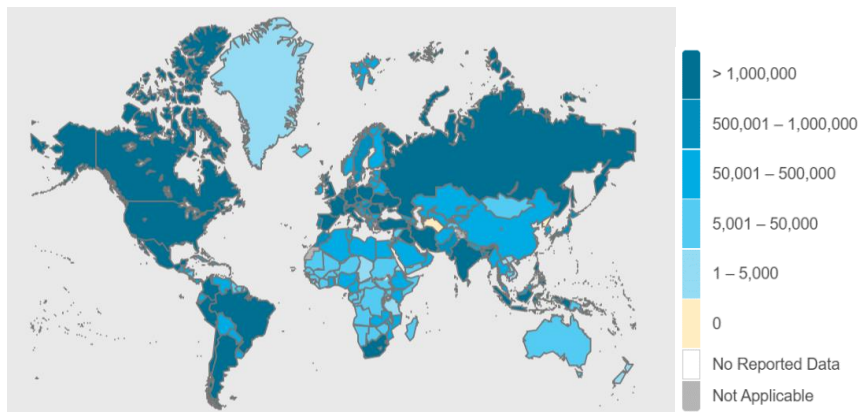 > 1,000,000
500,001 – 1,000,000
50,001 – 500,000
5,001 – 50,000
1 – 5,000
0
No Reported Data
Not Applicable